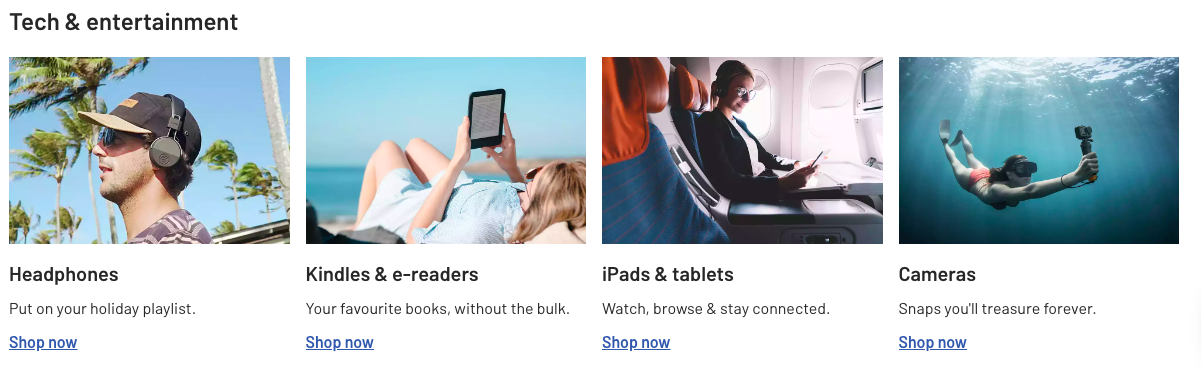 Tech & entertainment
Headphones
Put on your holiday playlist.
Shop now
Kindles & e-readers
Your favourite books, without the bulk.
Shop now
iPads & tablets
Watch, browse & stay connected.
Shop now
Cameras
Snaps you'll treasure forever.
Shop now